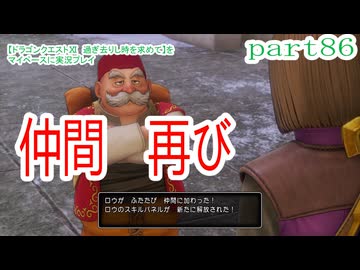 【ドラゴンクエストⅪ 過ぎ去りし時を求めて】を
マイペースに実況プレイ
part86
仲間 再び
ロウが ふたたび 仲間に加わった！
ロウのスキルパネルが 新たに解放された！